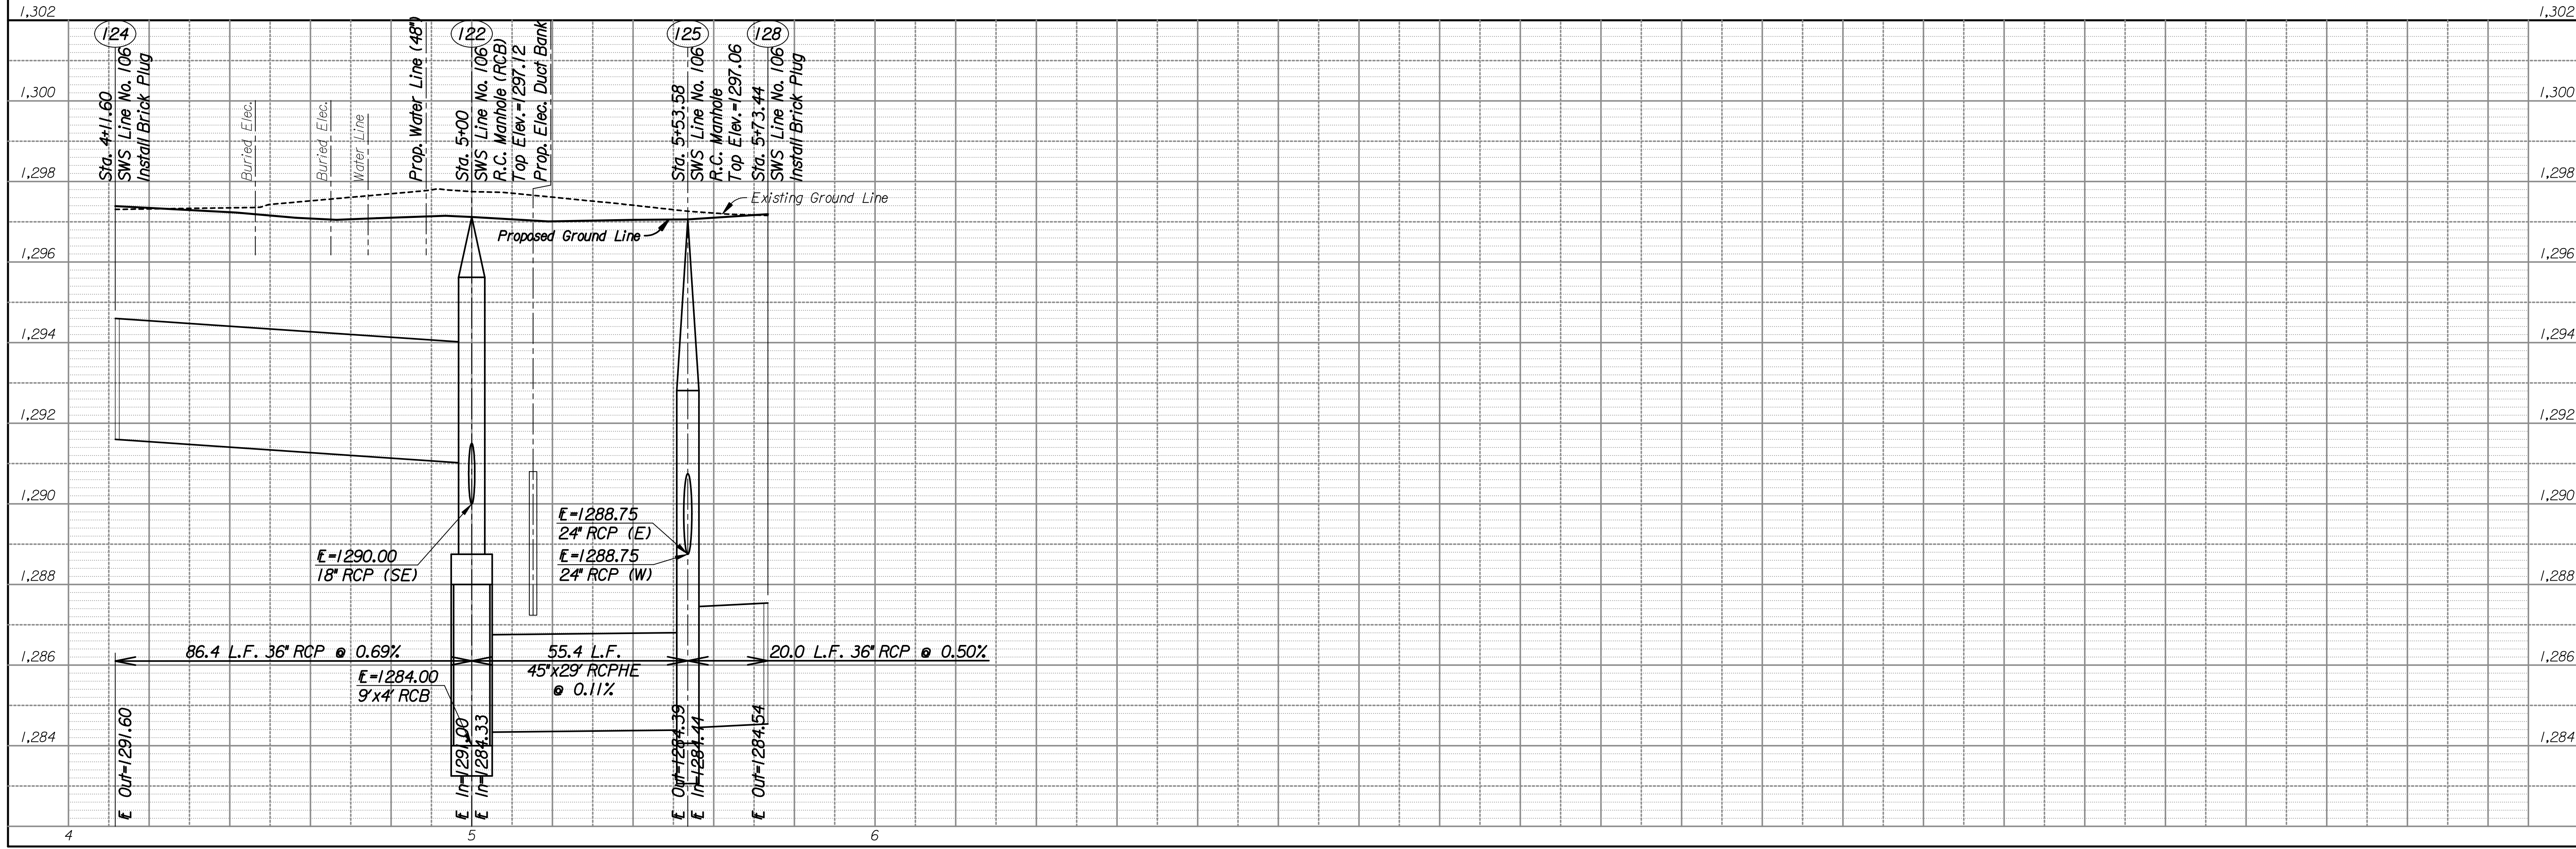 1,302
1,302
124
Sta. 4+11.60
SWS Line No. 106
Install Brick Plug
Buried Elec.
Buried Elec.
Water Line
Prop. Water Line (48")
122
Sta. 5+00
SWS Line No. 106
R.C. Manhole (RCB)
Top Elev.=1297.12
Prop. Elec. Duct Bank
125
Sta. 5+53.58
SWS Line No. 106
R.C. Manhole
Top Elev.=1297.06
128
Sta. 5+73.44
SWS Line No. 106
Install Brick Plug
1,300
1,300
1,298
1,298
Existing Ground Line
Proposed Ground Line
1,296
1,296
1,294
1,294
1,292
1,292
1,290
1,290
℄=1288.75
24" RCP (E)
℄=1288.75
24" RCP (W)
℄=1290.00
18" RCP (SE)
1,288
1,288
86.4 L.F. 36" RCP @ 0.69%
55.4 L.F.
45"x29" RCPHE
@ 0.11%
20.0 L.F. 36" RCP @ 0.50%
1,286
1,286
℄=1284.00
9'x4' RCB
1,284
1,284
℄ Out=1291.60
℄ In=1291.00
℄ In=1284.33
℄ Out=1284.39
℄ In=1284.44
℄ Out=1284.54
4
5
6